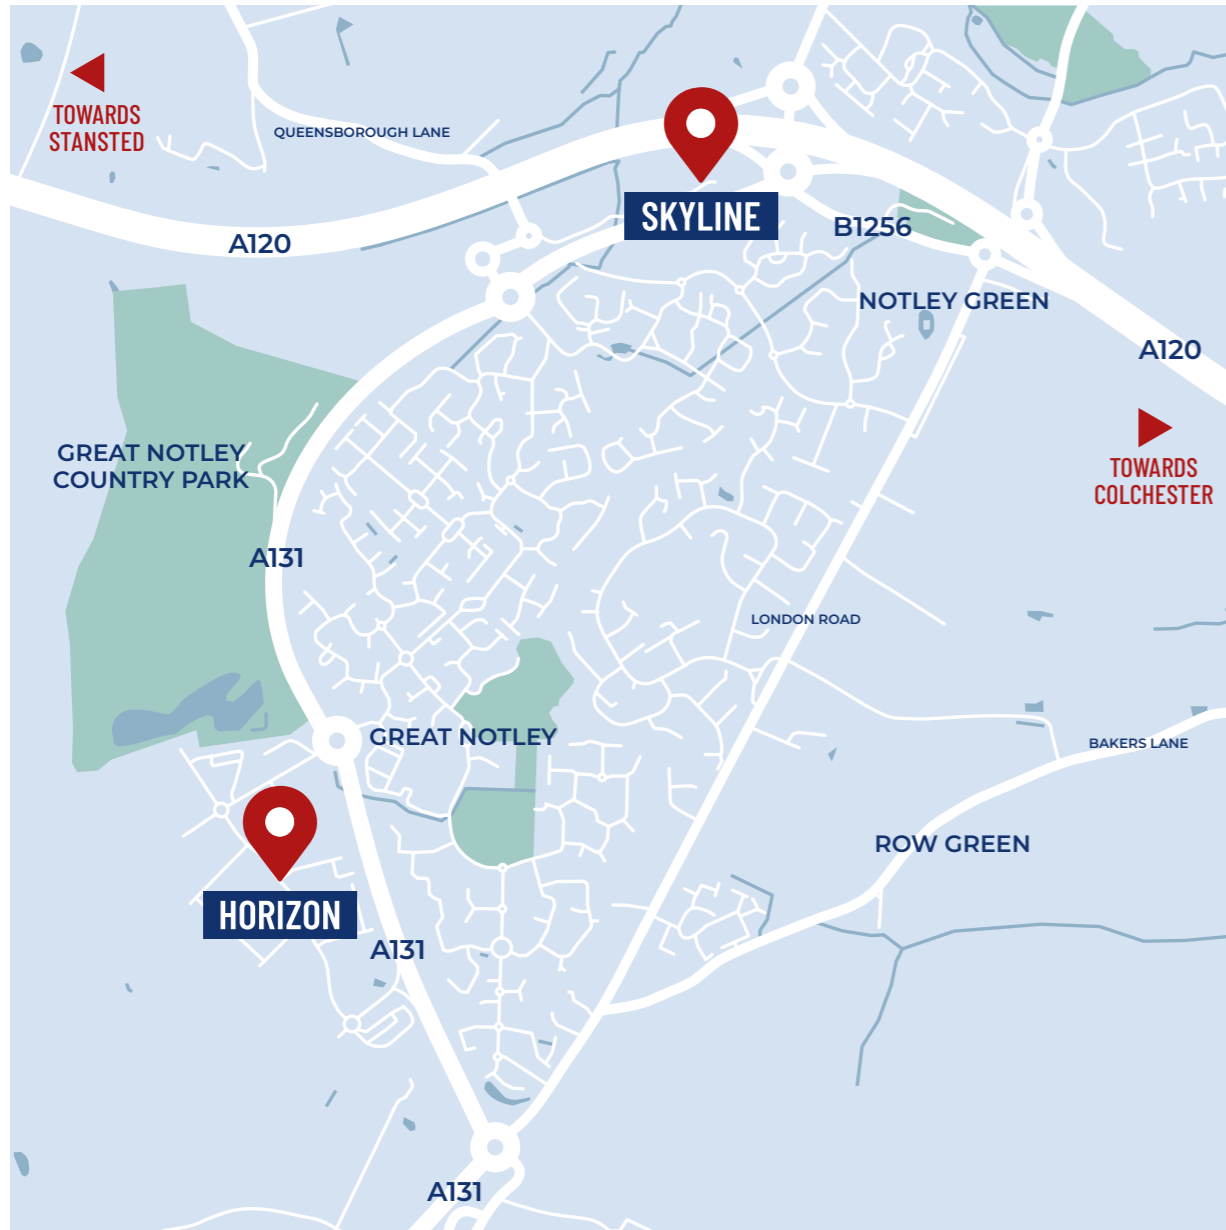 TOWARDS
STANSTED
QUEENSBOROUGH LANE
SKYLINE
B1256
A120
NOTLEY GREEN
A120
GREAT NOTLEY
COUNTRY PARK
TOWARDS
COLCHESTER
A131
LONDON ROAD
GREAT NOTLEY
BAKERS LANE
ROW GREEN
HORIZON
A131
A131